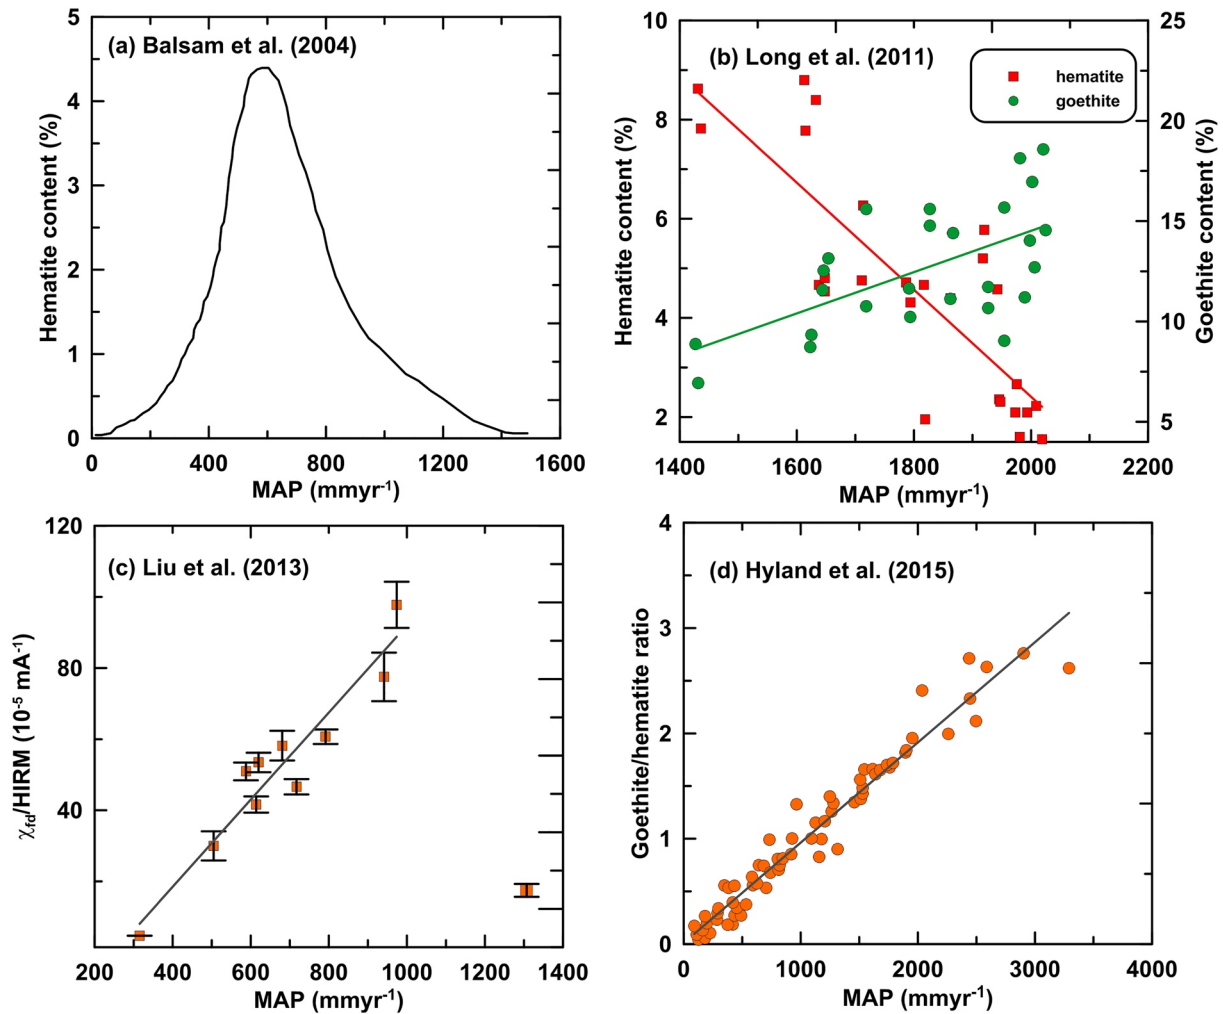 (a) Balsam et al. (2004)
Hematite content (%)
5
4
3
2
1
0
0 400 800 1200 1600
MAP (mmyr⁻¹)
(b) Long et al. (2011)
hematite
goethite
Hematite content (%)
10
8
6
4
2
Goethite content (%)
25
20
15
10
5
1400 1600 1800 2000 2200
MAP (mmyr⁻¹)
(c) Liu et al. (2013)
χfd/HIRM (10⁻⁵ mA⁻¹)
120
80
40
200 400 600 800 1000 1200 1400
MAP (mmyr⁻¹)
(d) Hyland et al. (2015)
Goethite/hematite ratio
4
3
2
1
0
0 1000 2000 3000 4000
MAP (mmyr⁻¹)